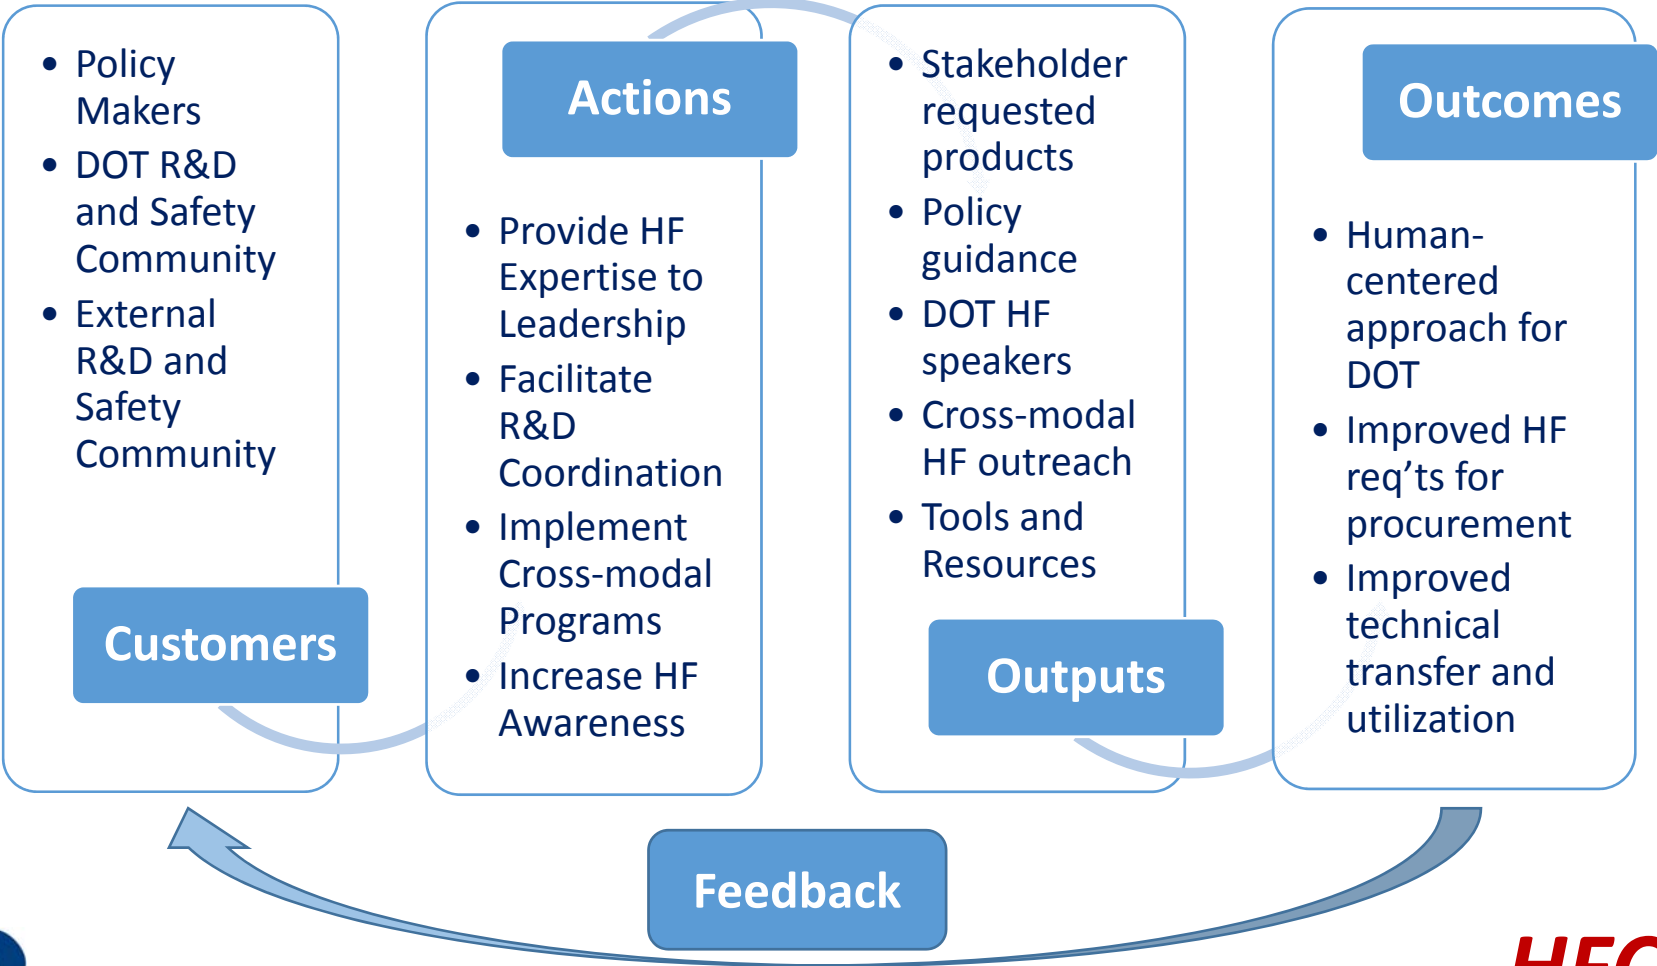 • Policy
Makers
• DOT R&D
and Safety
Community
• External
R&D and
Safety
Community
Customers
Actions
• Provide HF
Expertise to
Leadership
• Facilitate
R&D
Coordination
• Implement
Cross-modal
Programs
• Increase HF
Awareness
• Stakeholder
requested
products
• Policy
guidance
• DOT HF
speakers
• Cross-modal
HF outreach
• Tools and
Resources
Outputs
Outcomes
• Human-
centered
approach for
DOT
• Improved HF
req’ts for
procurement
• Improved
technical
transfer and
utilization
Feedback